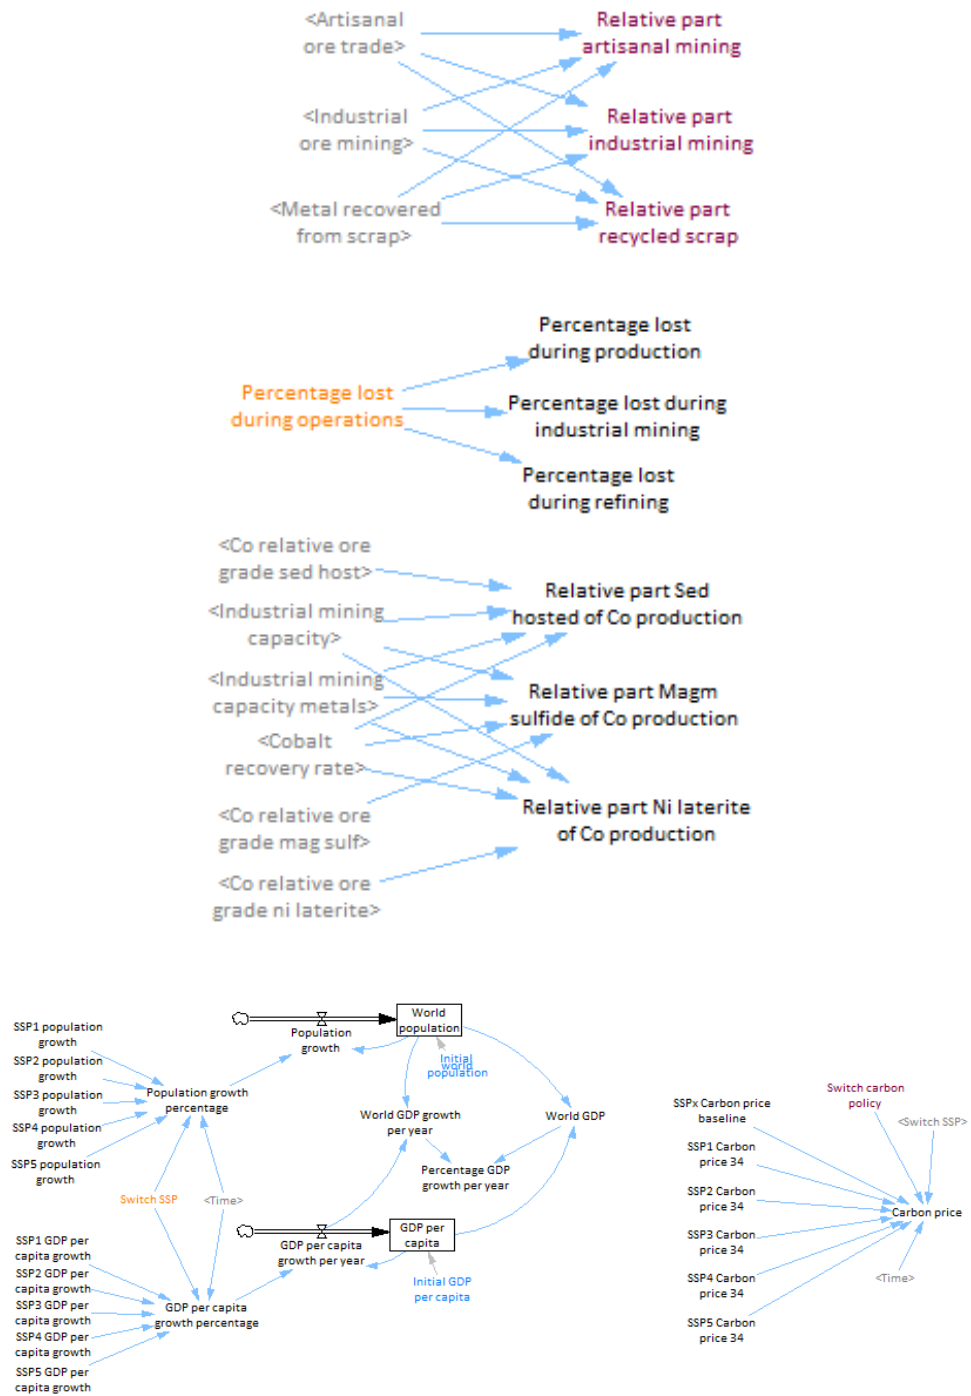 <Artisanal
ore trade>
Relative part
artisanal mining
<Industrial
ore mining>
Relative part
industrial mining
<Metal recovered
from scrap>
Relative part
recycled scrap
Percentage lost
during operations
Percentage lost
during production
Percentage lost during
industrial mining
Percentage lost
during refining
<Co relative ore
grade sed host>
<Industrial mining
capacity>
<Industrial mining
capacity metals>
<Cobalt
recovery rate>
<Co relative ore
grade mag sulf>
<Co relative ore
grade ni laterite>
Relative part Sed
hosted of Co production
Relative part Magm
sulfide of Co production
Relative part Ni laterite
of Co production
SSP1 population
growth
SSP2 population
growth
SSP3 population
growth
SSP4 population
growth
SSP5 population
growth
Population growth
percentage
Population
growth
World
population
Initial
world
population
World GDP growth
per year
World GDP
Percentage GDP
growth per year
Switch SSP
<Time>
GDP per capita
growth per year
GDP per
capita
Initial GDP
per capita
SSP1 GDP per
capita growth
SSP2 GDP per
capita growth
SSP3 GDP per
capita growth
SSP4 GDP per
capita growth
SSP5 GDP per
capita growth
GDP per capita
growth percentage
SSPx Carbon price
baseline
Switch carbon
policy
<Switch SSP>
SSP1 Carbon
price 34
SSP2 Carbon
price 34
SSP3 Carbon
price 34
SSP4 Carbon
price 34
SSP5 Carbon
price 34
Carbon price
<Time>